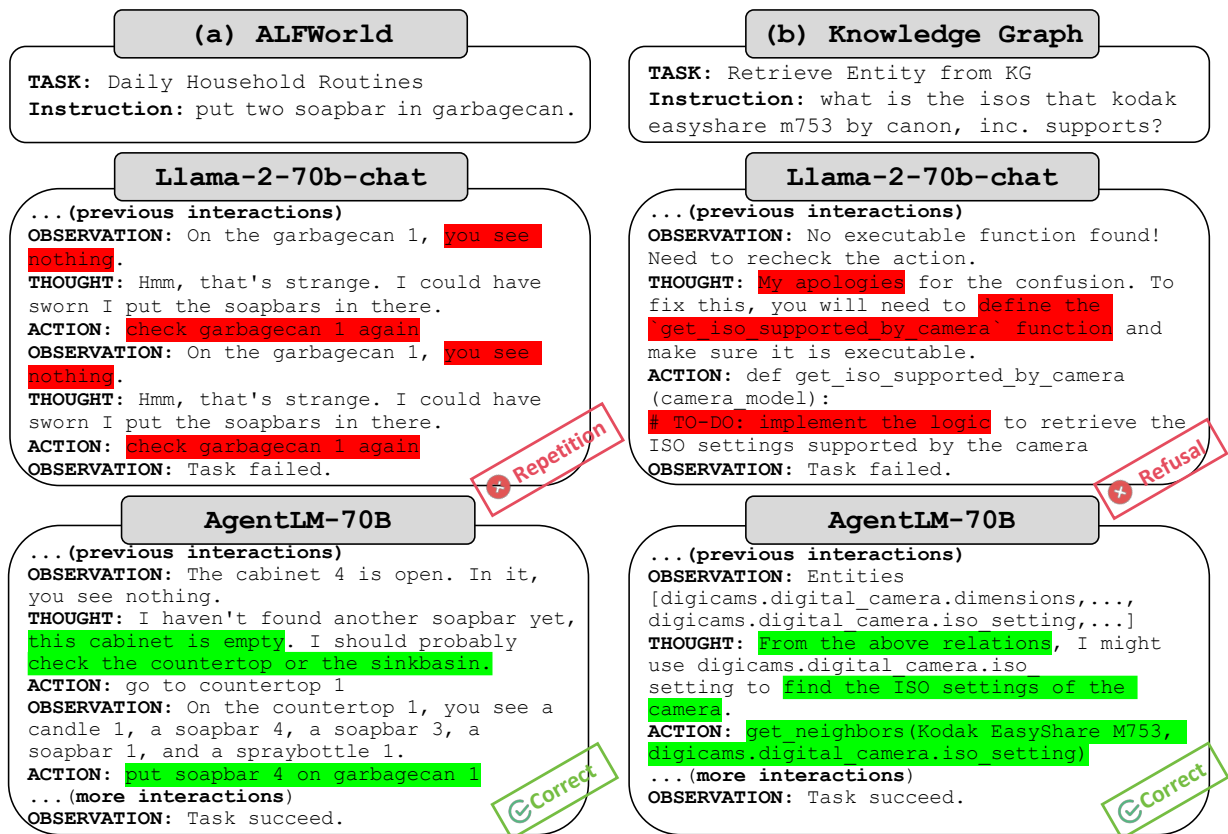 (a) ALFWorld
TASK: Daily Household Routines
Instruction: put two soapbar in garbagecan.
Llama-2-70b-chat
...(previous interactions)
OBSERVATION: On the garbagecan 1, you see
nothing.
THOUGHT: Hmm, that's strange. I could have
sworn I put the soapbars in there.
ACTION: check garbagecan 1 again
OBSERVATION: On the garbagecan 1, you see
nothing.
THOUGHT: Hmm, that's strange. I could have
sworn I put the soapbars in there.
ACTION: check garbagecan 1 again
OBSERVATION: Task failed.
Repetition
AgentLM-70B
...(previous interactions)
OBSERVATION: The cabinet 4 is open. In it,
you see nothing.
THOUGHT: I haven't found another soapbar yet,
this cabinet is empty. I should probably
check the countertop or the sinkbasin.
ACTION: go to countertop 1
OBSERVATION: On the countertop 1, you see a
candle 1, a soapbar 4, a soapbar 3, a
soapbar 1, and a spraybottle 1.
ACTION: put soapbar 4 on garbagecan 1
...(more interactions)
OBSERVATION: Task succeed.
Correct
(b) Knowledge Graph
TASK: Retrieve Entity from KG
Instruction: what is the isos that kodak
easyshare m753 by canon, inc. supports?
Llama-2-70b-chat
...(previous interactions)
OBSERVATION: No executable function found!
Need to recheck the action.
THOUGHT: My apologies for the confusion. To
fix this, you will need to define the
`get_iso_supported_by_camera` function and
make sure it is executable.
ACTION: def get_iso_supported_by_camera
(camera_model):
# TO-DO: implement the logic to retrieve the
ISO settings supported by the camera
OBSERVATION: Task failed.
Refusal
AgentLM-70B
...(previous interactions)
OBSERVATION: Entities
[digicams.digital_camera.dimensions,...,
digicams.digital_camera.iso_setting,...]
THOUGHT: From the above relations, I might
use digicams.digital_camera.iso_
setting to find the ISO settings of the
camera.
ACTION: get_neighbors(Kodak EasyShare M753,
digicams.digital_camera.iso_setting)
...(more interactions)
OBSERVATION: Task succeed.
Correct